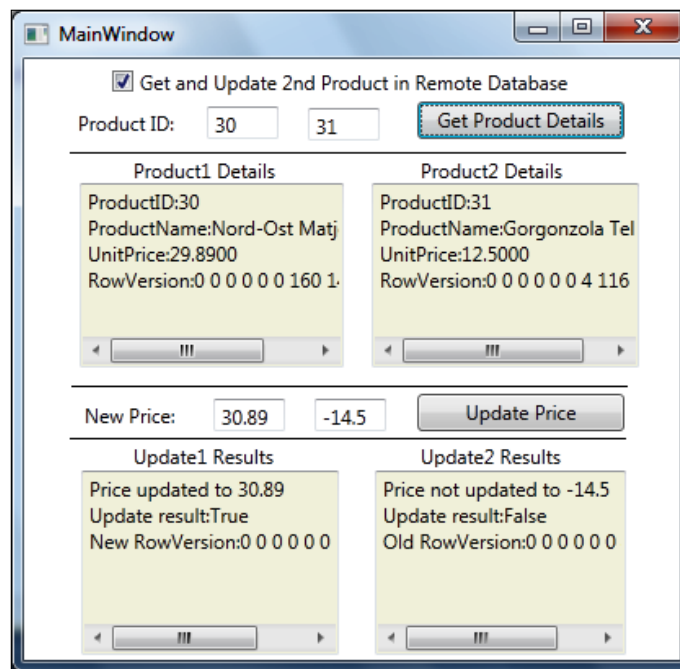 MainWindow
Get and Update 2nd Product in Remote Database
Product ID: 30 31 Get Product Details
Product1 Details Product2 Details
ProductID:30
ProductName:Nord-Ost Matj
UnitPrice:29.8900
RowVersion:0 0 0 0 0 0 160
ProductID:31
ProductName:Gorgonzola Tel
UnitPrice:12.5000
RowVersion:0 0 0 0 0 0 4 116
New Price: 30.89 -14.5 Update Price
Update1 Results Update2 Results
Price updated to 30.89
Update result:True
New RowVersion:0 0 0 0 0 0
Price not updated to -14.5
Update result:False
Old RowVersion:0 0 0 0 0 0